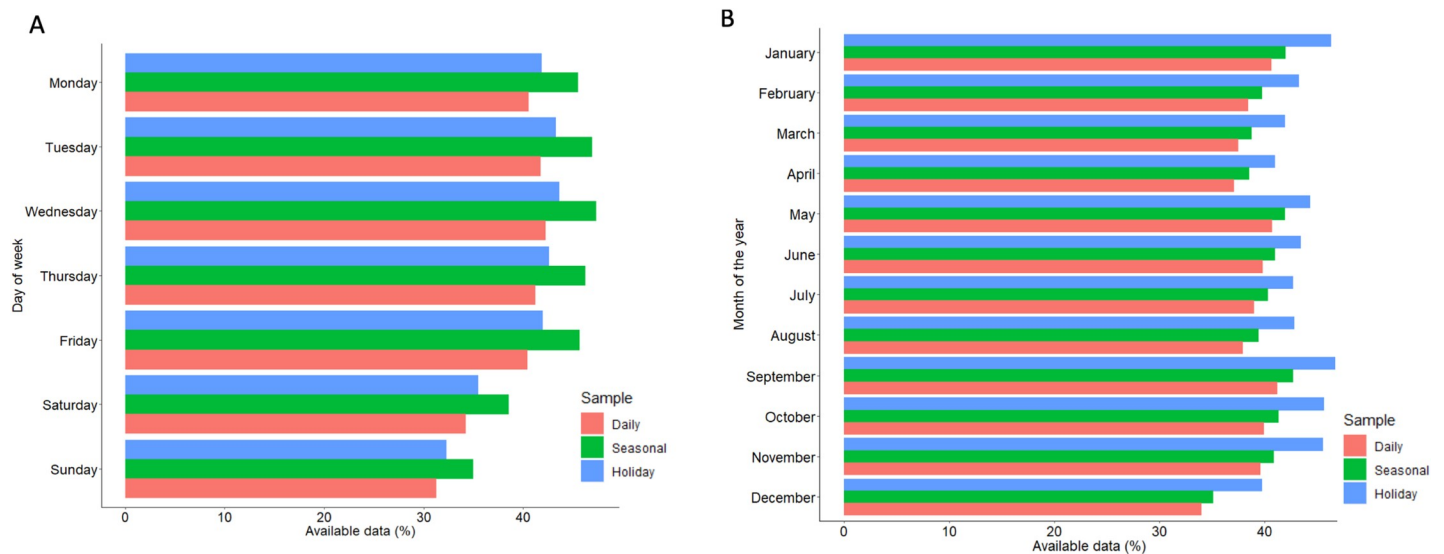 A
Day of week
Monday
Tuesday
Wednesday
Thursday
Friday
Saturday
Sunday
0 10 20 30 40
Available data (%)
Sample
Daily
Seasonal
Holiday
B
Month of the year
January
February
March
April
May
June
July
August
September
October
November
December
0 10 20 30 40
Available data (%)
Sample
Daily
Seasonal
Holiday